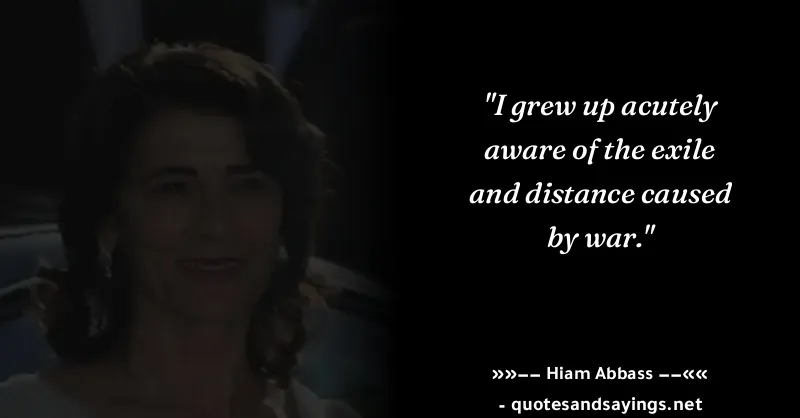 "I grew up acutely
aware of the exile
and distance caused
by war."
»»−− Hiam Abbass −−««
- quotesandsayings.net